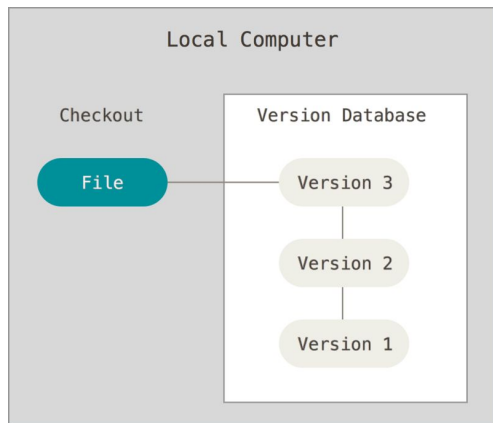 Local Computer
Checkout
Version Database
File
Version 3
Version 2
Version 1